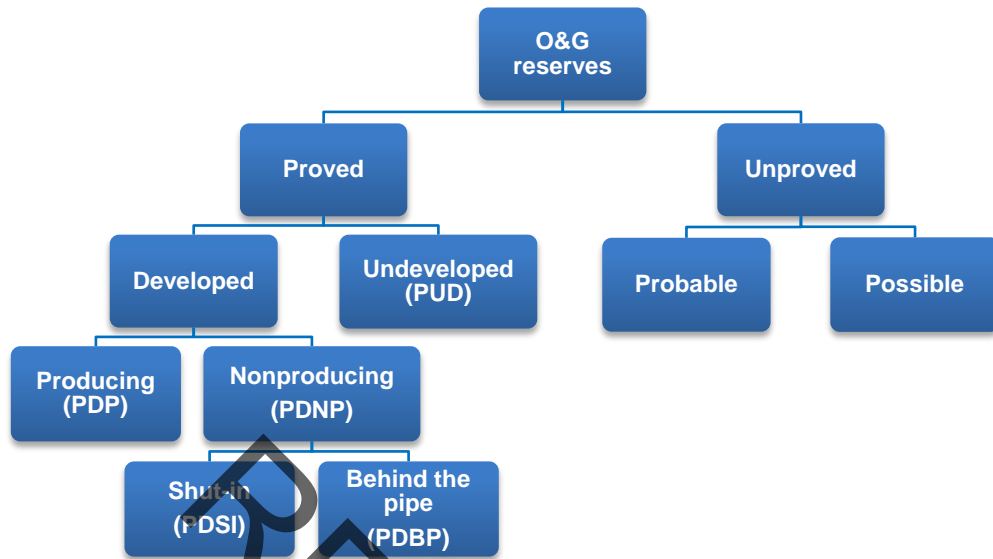 O&G
reserves
Proved
Unproved
Developed
Undeveloped
(PUD)
Probable
Possible
Producing
(PDP)
Nonproducing
(PDNP)
Shut-in
(PDSI)
Behind the
pipe
(PDBP)